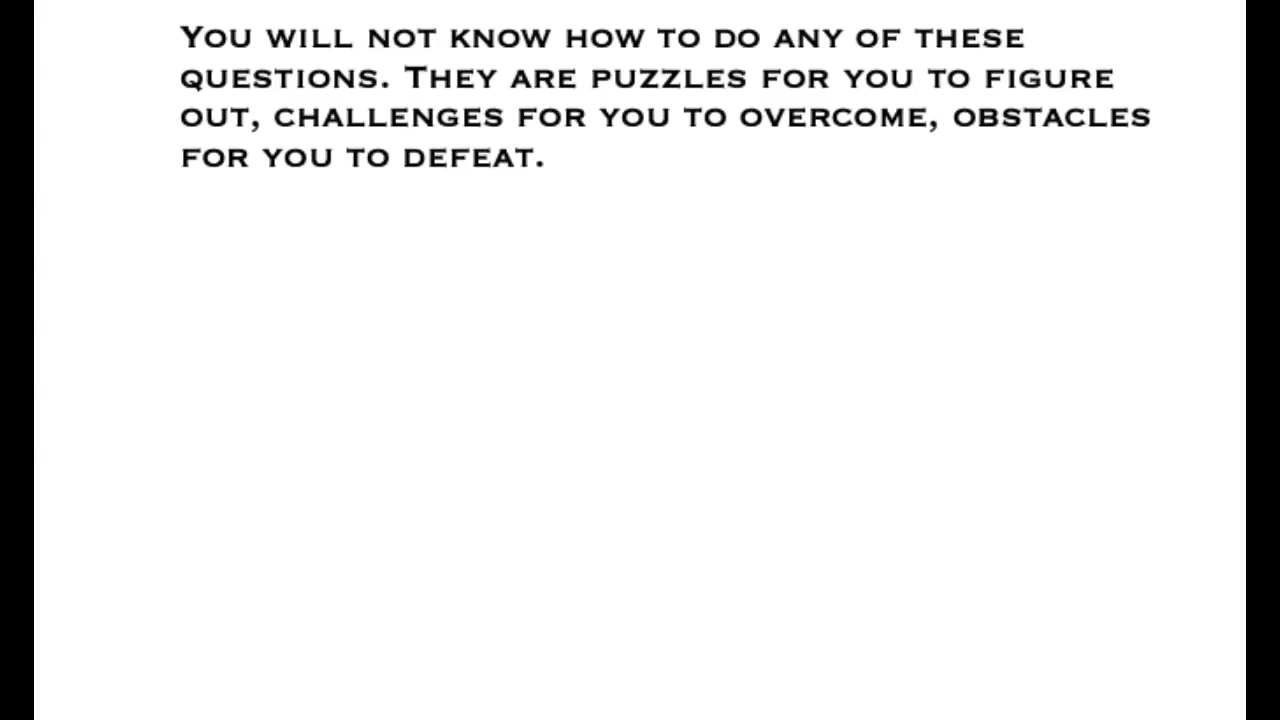 You will not know how to do any of these
questions. They are puzzles for you to figure
out, challenges for you to overcome, obstacles
for you to defeat.